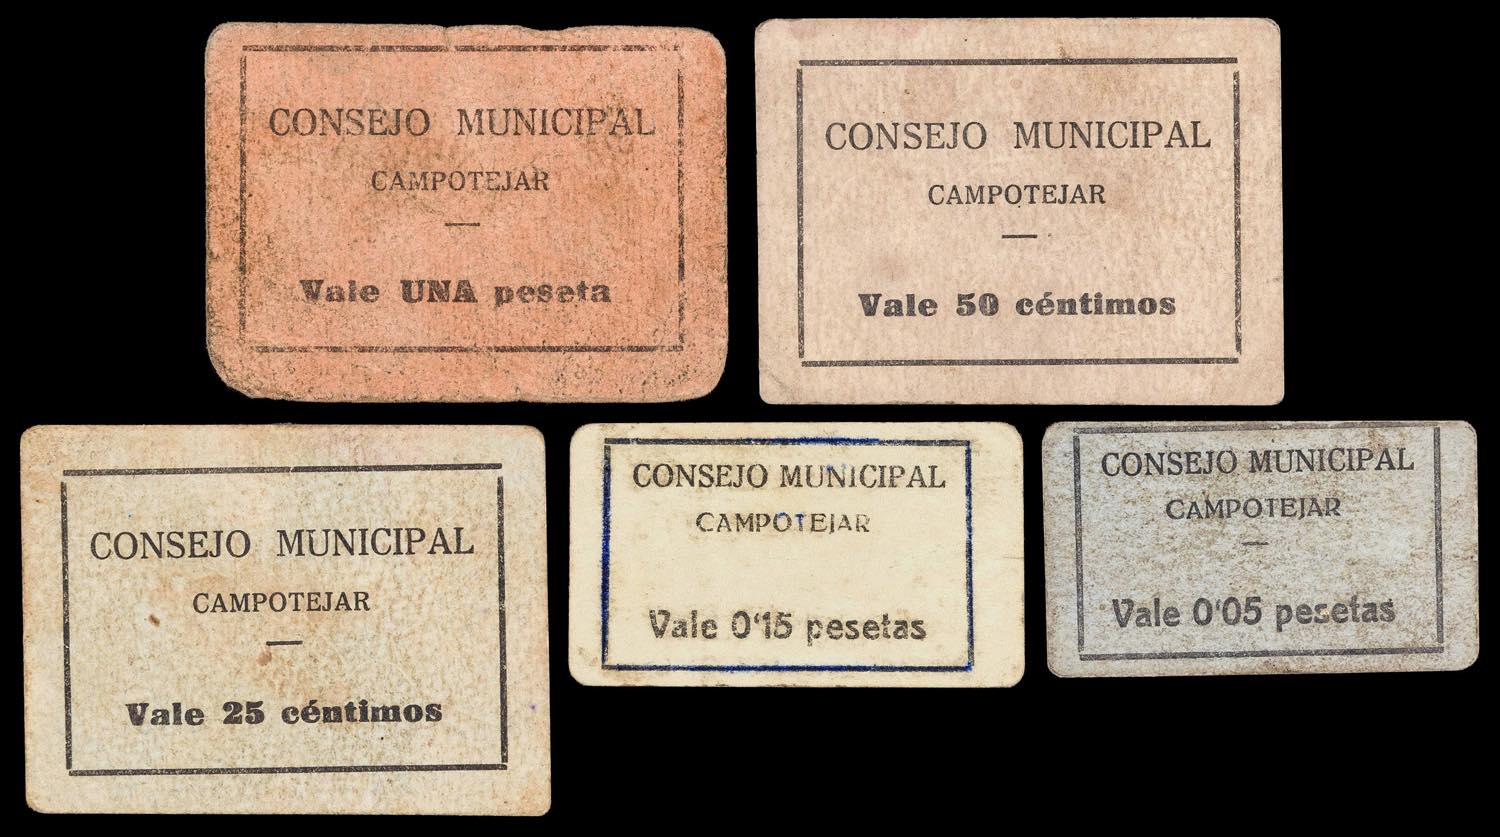 CONSEJO MUNICIPAL
CAMPOTEJAR
Vale UNA peseta
CONSEJO MUNICIPAL
CAMPOTEJAR
Vale 50 céntimos
CONSEJO MUNICIPAL
CAMPOTEJAR
Vale 25 céntimos
CONSEJO MUNICIPAL
CAMPOTEJAR
Vale 0'15 pesetas
CONSEJO MUNICIPAL
CAMPOTEJAR
Vale 0'05 pesetas